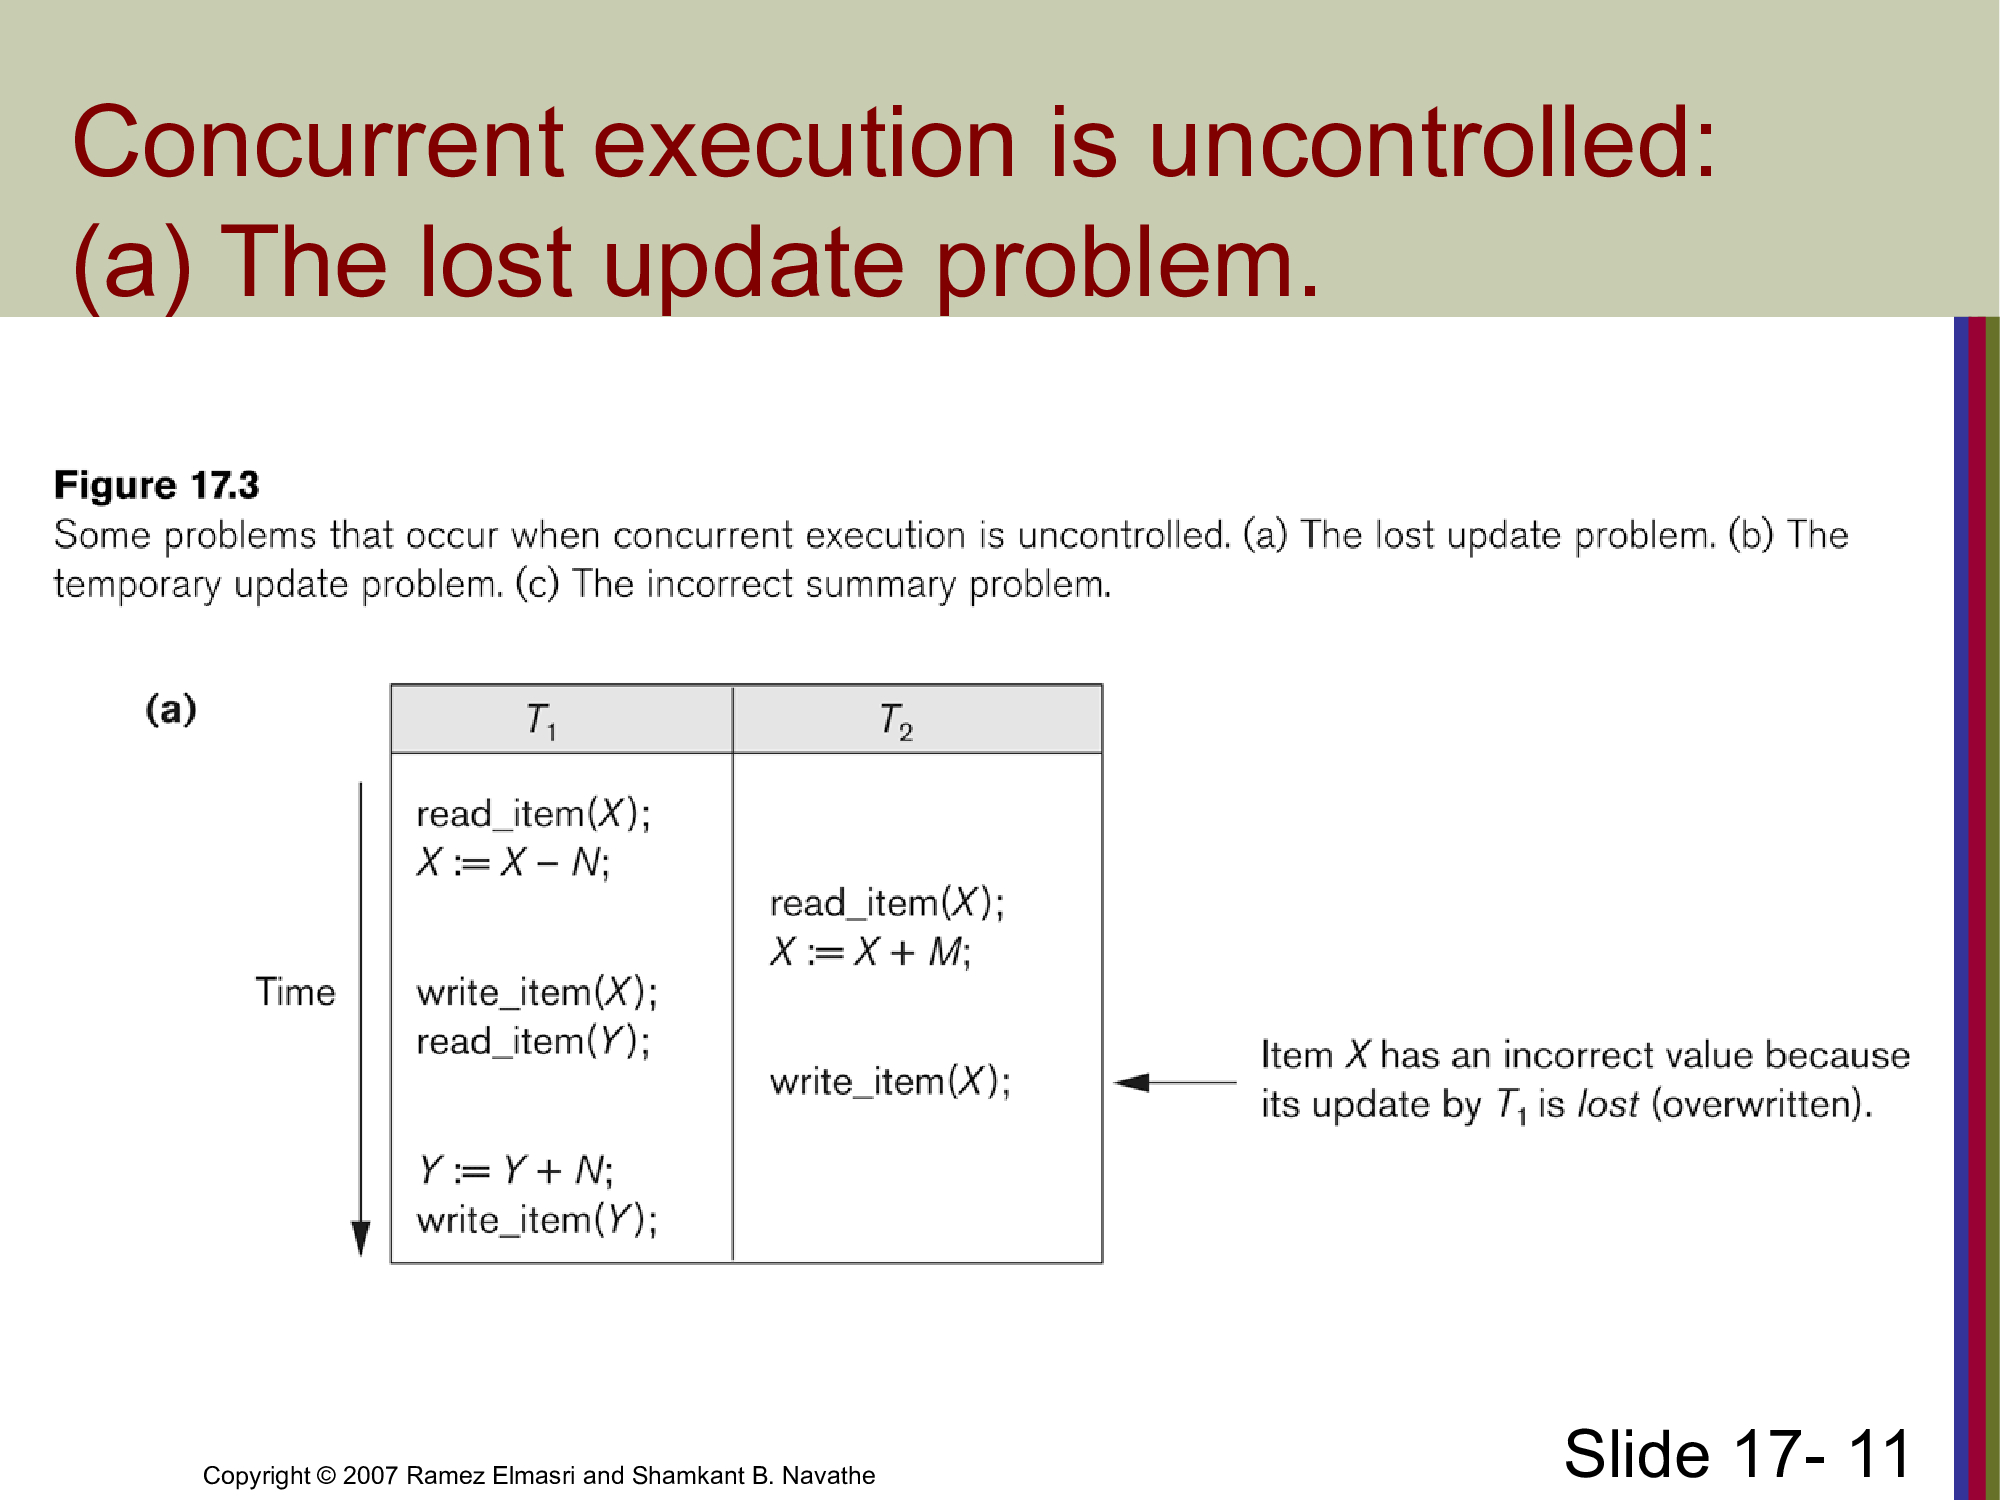 Concurrent execution is uncontrolled:
(a) The lost update problem.
Figure 17.3
Some problems that occur when concurrent execution is uncontrolled. (a) The lost update problem. (b) The
temporary update problem. (c) The incorrect summary problem.
(a)
T₁ T₂
read_item(X);
X := X – N;
read_item(X);
X := X + M;
Time
write_item(X);
read_item(Y);
write_item(X);
Item X has an incorrect value because
its update by T₁ is lost (overwritten).
Y := Y + N;
write_item(Y);
Copyright © 2007 Ramez Elmasri and Shamkant B. Navathe
Slide 17- 11